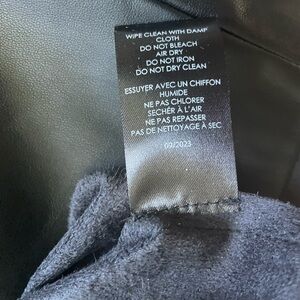 WIPE CLEAN WITH DAMP
CLOTH
DO NOT BLEACH
AIR DRY
DO NOT IRON
DO NOT DRY CLEAN
ESSUYER AVEC UN CHIFFON
HUMIDE
NE PAS CHLORER
SECHER À L'AIR
NE PAS REPASSER
PAS DE NETTOYAGE À SEC
09/2023